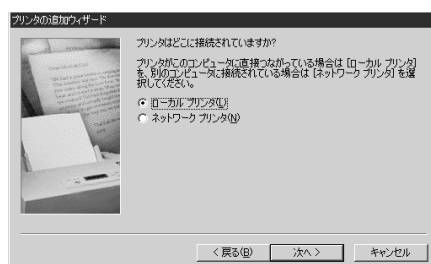 プリンタの追加ウィザード
プリンタはどこに接続されていますか?
プリンタがこのコンピュータに直接つながっている場合は [ローカル プリンタ]
を、別のコンピュータに接続されている場合は [ネットワーク プリンタ] を選
択してください。
ローカル プリンタ(L)
ネットワーク プリンタ(N)
< 戻る(B)
次へ >
キャンセル